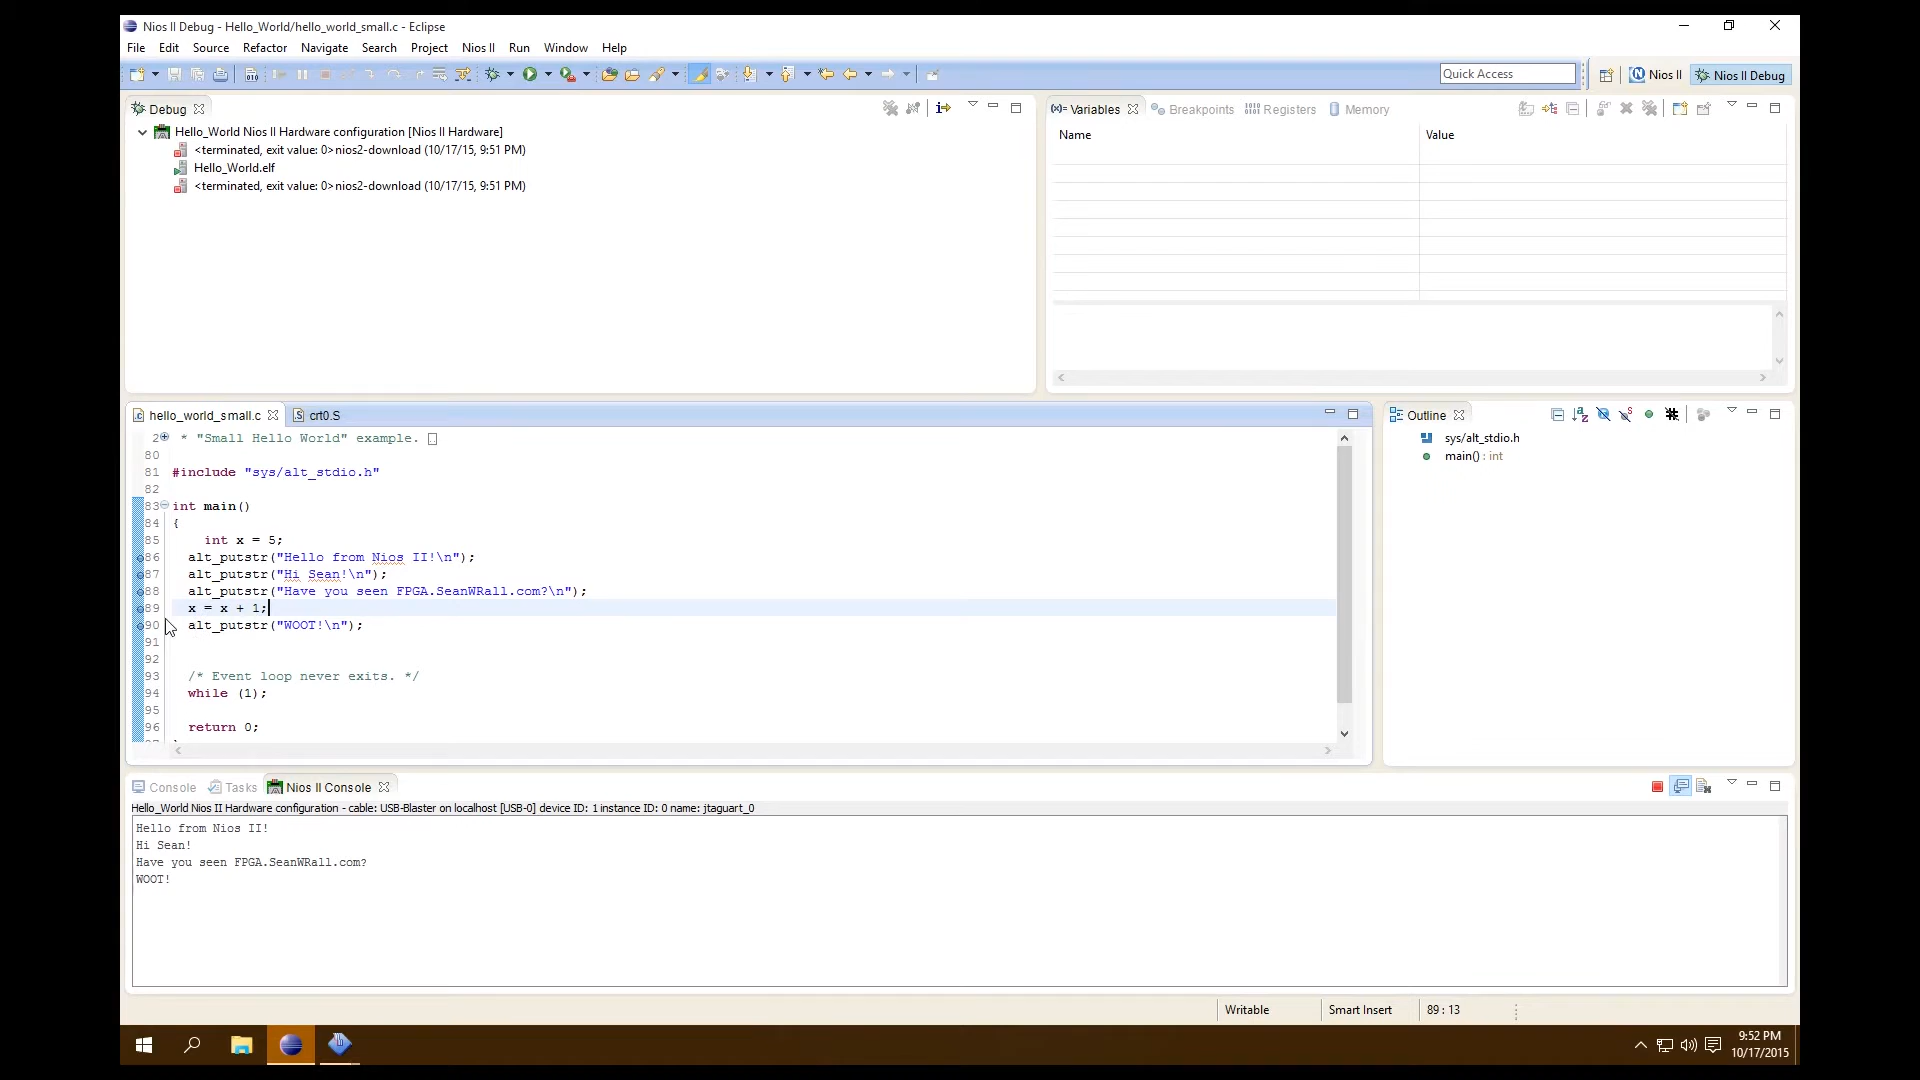 Nios II Debug - Hello_World/hello_world_small.c - Eclipse
File Edit Source Refactor Navigate Search Project Nios II Run Window Help
Quick Access
Nios II
Nios II Debug
Debug
Hello_World Nios II Hardware configuration [Nios II Hardware]
<terminated, exit value: 0>nios2-download (10/17/15, 9:51 PM)
Hello_World.elf
<terminated, exit value: 0>nios2-download (10/17/15, 9:51 PM)
(x)= Variables Breakpoints Registers Memory
Name Value
hello_world_small.c crt0.S
2 * "Small Hello World" example.
80
81 #include "sys/alt_stdio.h"
82
83 int main()
84 {
85 int x = 5;
86 alt_putstr("Hello from Nios II!\n");
87 alt_putstr("Hi Sean!\n");
88 alt_putstr("Have you seen FPGA.SeanWRall.com?\n");
89 x = x + 1;
90 alt_putstr("WOOT!\n");
91
92
93 /* Event loop never exits. */
94 while (1);
95
96 return 0;
Outline
sys/alt_stdio.h
main() : int
Console Tasks Nios II Console
Hello_World Nios II Hardware configuration - cable: USB-Blaster on localhost [USB-0] device ID: 1 instance ID: 0 name: jtaguart_0
Hello from Nios II!
Hi Sean!
Have you seen FPGA.SeanWRall.com?
WOOT!
Writable Smart Insert 89 : 13
9:52 PM
10/17/2015